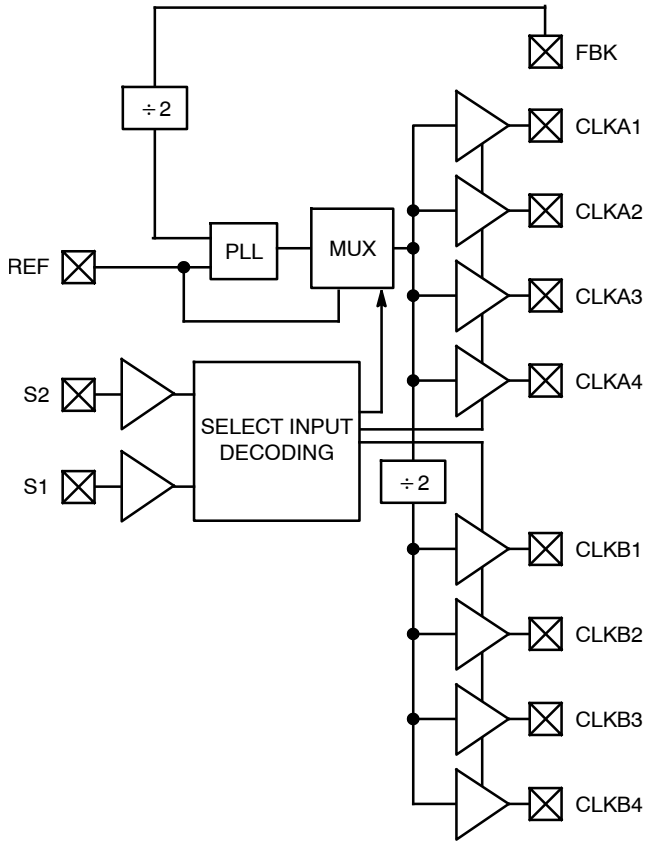 FBK
÷2
CLKA1
CLKA2
REF
PLL
MUX
CLKA3
CLKA4
S2
SELECT INPUT
DECODING
S1
÷2
CLKB1
CLKB2
CLKB3
CLKB4